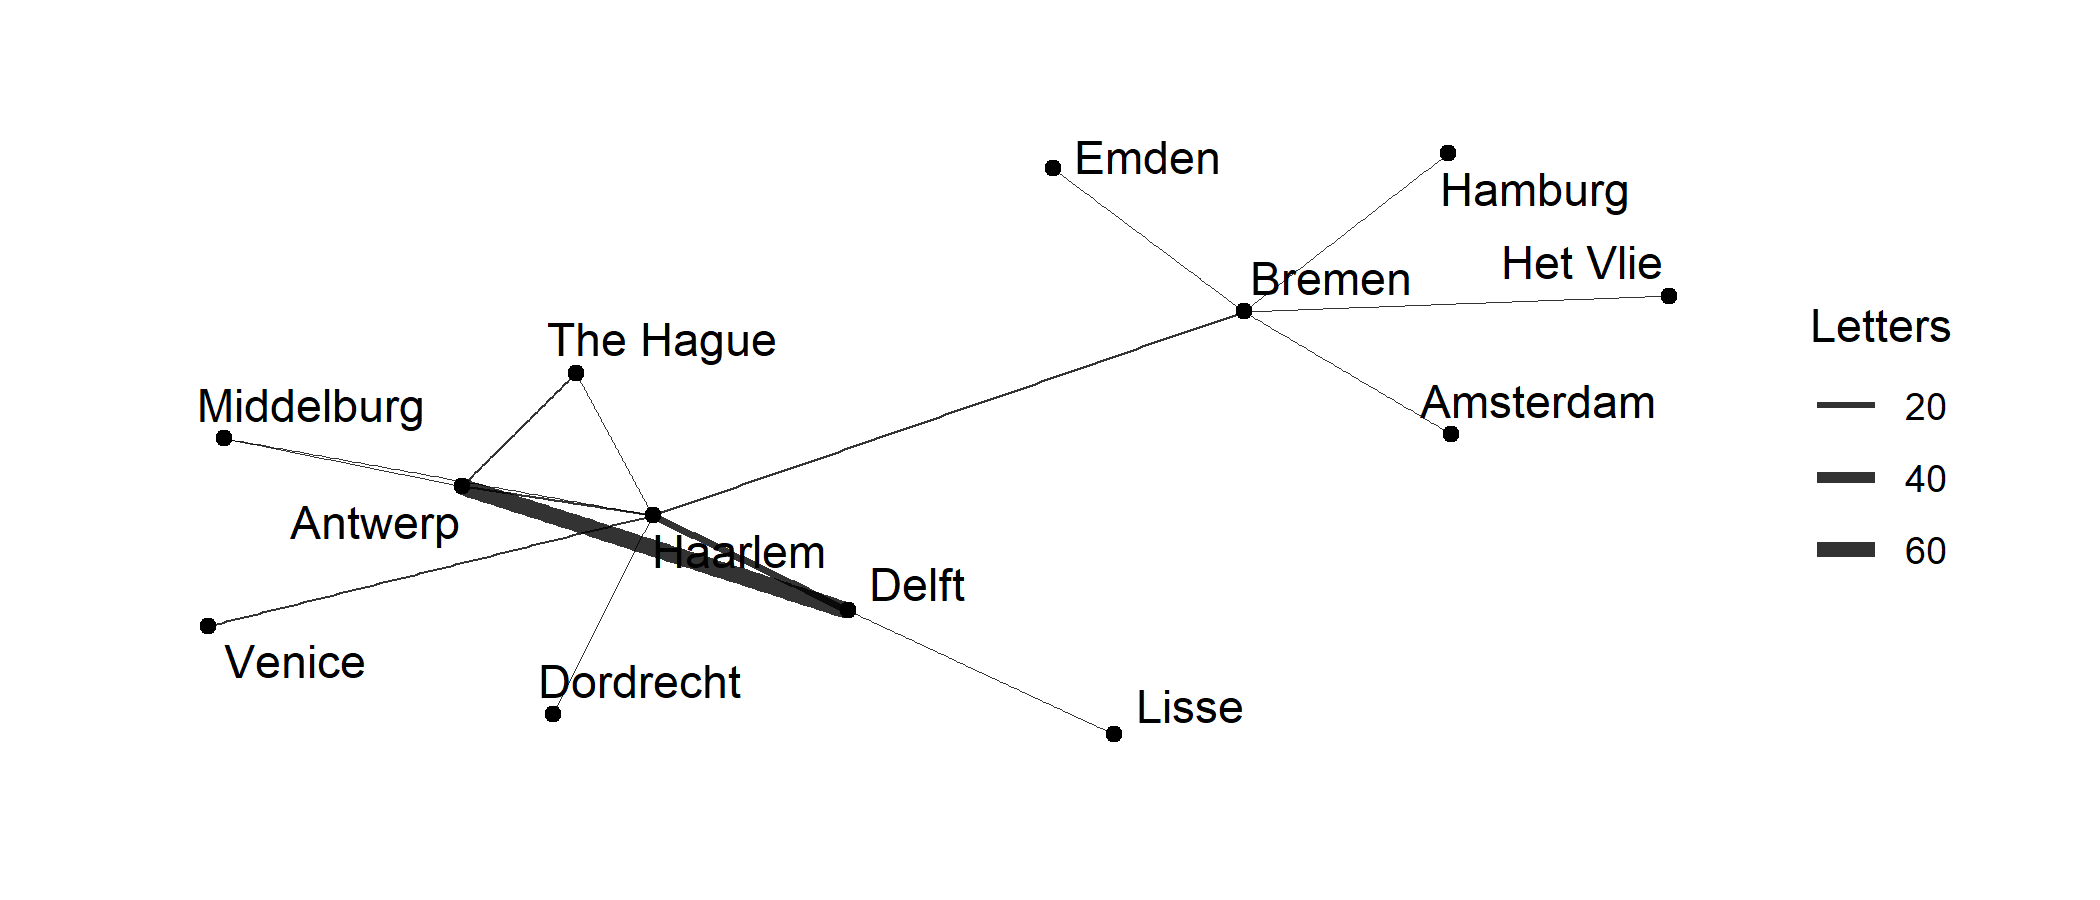 Emden
Hamburg
Het Vlie
Bremen
Letters
The Hague
Middelburg
Amsterdam
20
40
Antwerp
Haarlem
60
Delft
Venice
Dordrecht
Lisse